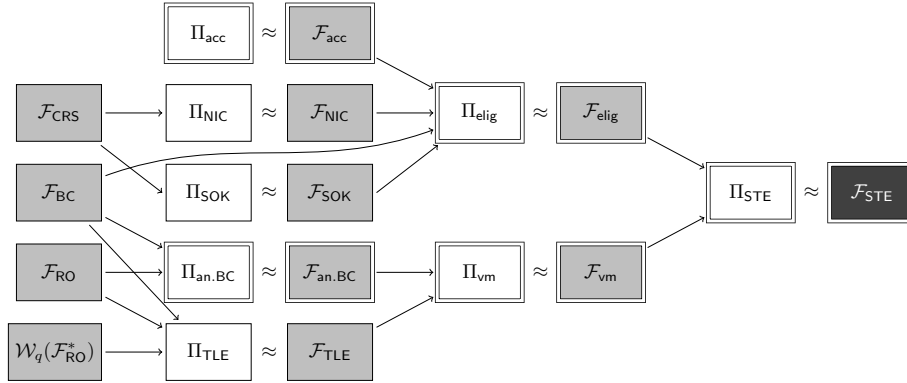 Π_acc ≈ ℱ_acc
ℱ_CRS Π_NIC ≈ ℱ_NIC Π_elig ≈ ℱ_elig
ℱ_BC Π_SOK ≈ ℱ_SOK Π_STE ≈ ℱ_STE
ℱ_RO Π_an.BC ≈ ℱ_an.BC Π_vm ≈ ℱ_vm
𝒲_q(ℱ*_RO) Π_TLE ≈ ℱ_TLE